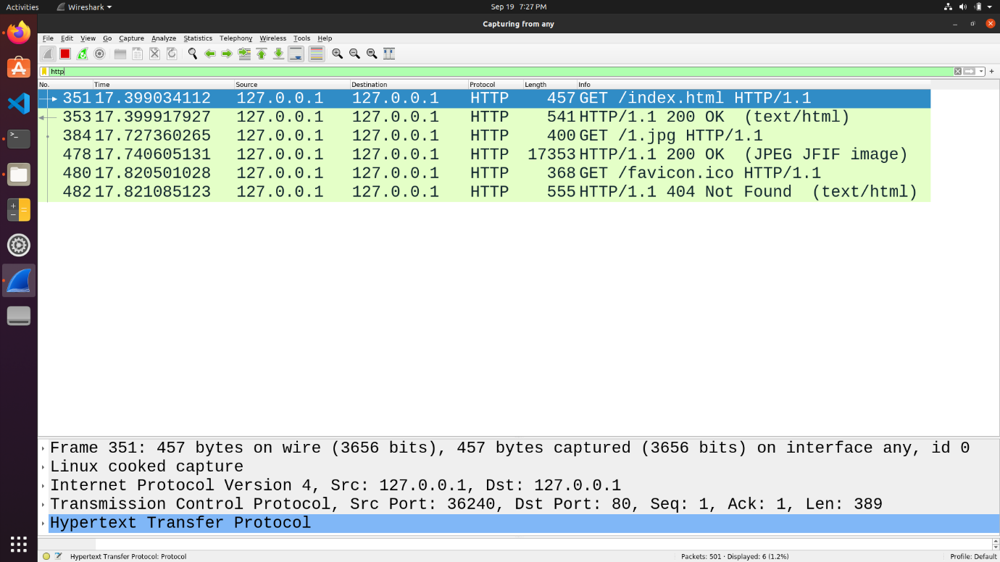 Activities Wireshark Sep 19 7:27 PM
Capturing from any
File Edit View Go Capture Analyze Statistics Telephony Wireless Tools Help
http
No. Time Source Destination Protocol Length Info
351 17.399034112 127.0.0.1 127.0.0.1 HTTP 457 GET /index.html HTTP/1.1
353 17.399917927 127.0.0.1 127.0.0.1 HTTP 541 HTTP/1.1 200 OK (text/html)
384 17.727360265 127.0.0.1 127.0.0.1 HTTP 400 GET /1.jpg HTTP/1.1
478 17.740605131 127.0.0.1 127.0.0.1 HTTP 17353 HTTP/1.1 200 OK (JPEG JFIF image)
480 17.820501028 127.0.0.1 127.0.0.1 HTTP 368 GET /favicon.ico HTTP/1.1
482 17.821085123 127.0.0.1 127.0.0.1 HTTP 555 HTTP/1.1 404 Not Found (text/html)
Frame 351: 457 bytes on wire (3656 bits), 457 bytes captured (3656 bits) on interface any, id 0
Linux cooked capture
Internet Protocol Version 4, Src: 127.0.0.1, Dst: 127.0.0.1
Transmission Control Protocol, Src Port: 36240, Dst Port: 80, Seq: 1, Ack: 1, Len: 389
Hypertext Transfer Protocol
Hypertext Transfer Protocol: Protocol Packets: 501 · Displayed: 6 (1.2%) Profile: Default